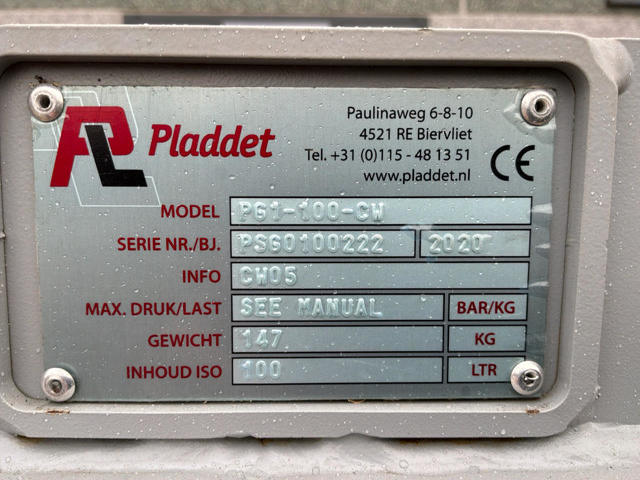 PL Pladdet
Paulinaweg 6-8-10
4521 RE Biervliet
Tel. +31 (0)115 - 48 13 51
www.pladdet.nl
CE
MODEL PG1-100-CW
SERIE NR./BJ. PSG0100222 2020
INFO CW05
MAX. DRUK/LAST SEE MANUAL BAR/KG
GEWICHT 147 KG
INHOUD ISO 100 LTR